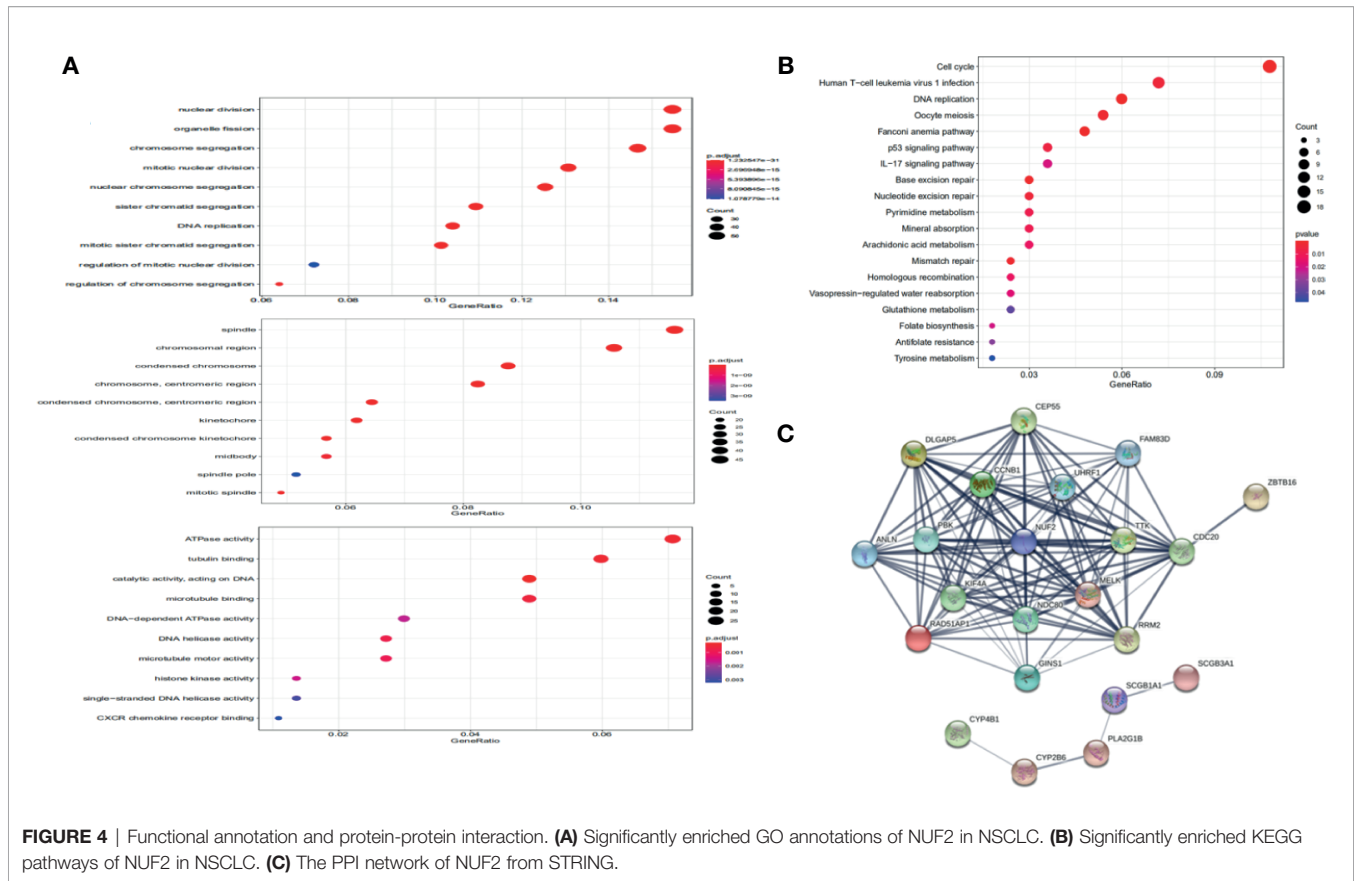 A
nuclear division
organelle fission
chromosome segregation
mitotic nuclear division
nuclear chromosome segregation
sister chromatid segregation
DNA replication
mitotic sister chromatid segregation
regulation of mitotic nuclear division
regulation of chromosome segregation
0.06 0.08 0.10 0.12 0.14
GeneRatio
p.adjust
Count
30
40
50
spindle
chromosomal region
condensed chromosome
chromosome, centromeric region
condensed chromosome, centromeric region
kinetochore
condensed chromosome kinetochore
midbody
spindle pole
mitotic spindle
0.06 0.08 0.10
GeneRatio
p.adjust
1e−09
2e−09
3e−09
Count
20
25
30
35
40
45
ATPase activity
tubulin binding
catalytic activity, acting on DNA
microtubule binding
DNA−dependent ATPase activity
DNA helicase activity
microtubule motor activity
histone kinase activity
single−stranded DNA helicase activity
CXCR chemokine receptor binding
0.02 0.04 0.06
GeneRatio
Count
5
10
15
20
25
p.adjust
0.001
0.002
0.003
B
Cell cycle
Human T−cell leukemia virus 1 infection
DNA replication
Oocyte meiosis
Fanconi anemia pathway
p53 signaling pathway
IL−17 signaling pathway
Base excision repair
Nucleotide excision repair
Pyrimidine metabolism
Mineral absorption
Arachidonic acid metabolism
Mismatch repair
Homologous recombination
Vasopressin−regulated water reabsorption
Glutathione metabolism
Folate biosynthesis
Antifolate resistance
Tyrosine metabolism
0.03 0.06 0.09
GeneRatio
Count
3
6
9
12
15
18
pvalue
0.01
0.02
0.03
0.04
C
CEP55
DLGAP5
FAM83D
CCNB1
UHRF1
ZBTB16
PBK
NUF2
TTK
ANLN
CDC20
KIF4A
MELK
NDC80
RAD51AP1
RRM2
GINS1
SCGB3A1
SCGB1A1
CYP4B1
PLA2G1B
CYP2B6
FIGURE 4 | Functional annotation and protein-protein interaction. (A) Significantly enriched GO annotations of NUF2 in NSCLC. (B) Significantly enriched KEGG
pathways of NUF2 in NSCLC. (C) The PPI network of NUF2 from STRING.